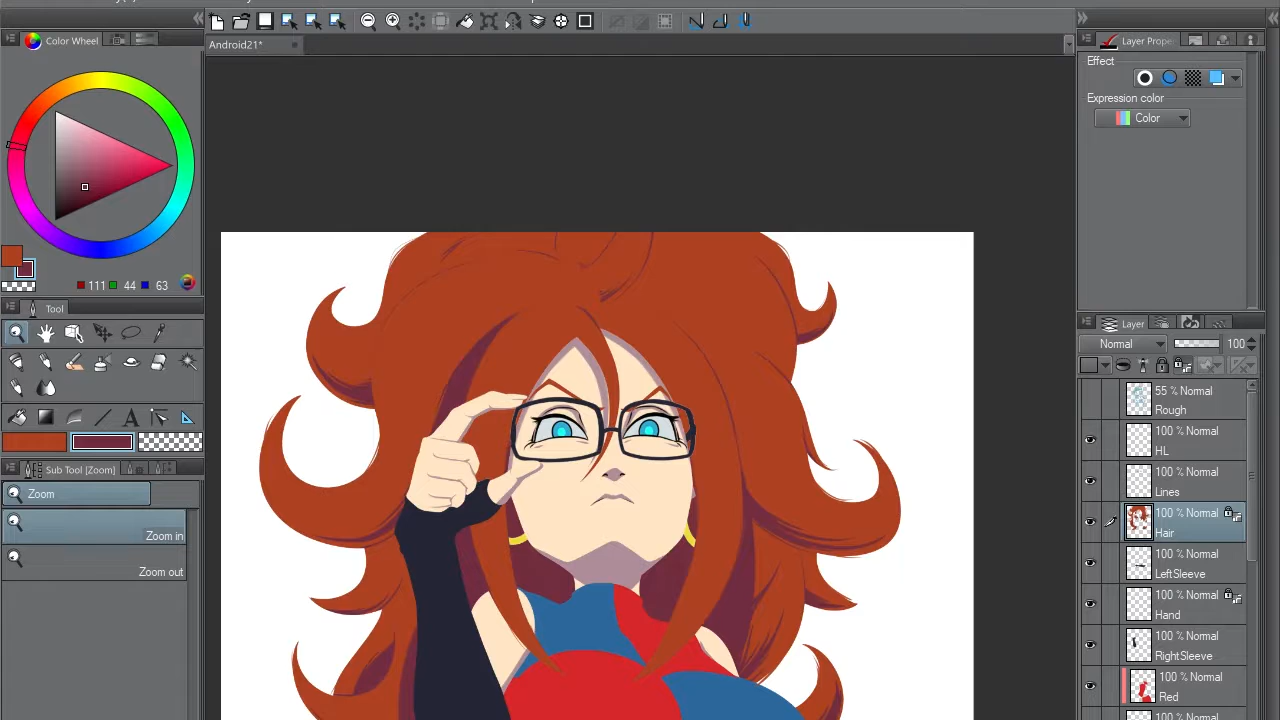 Android21*
Color Wheel
111 44 63
Tool
Sub Tool [Zoom]
Zoom
Zoom in
Zoom out
Layer Prope
Effect
Expression color
Color
Layer
Normal 100
55 % Normal
Rough
100 % Normal
HL
100 % Normal
Lines
100 % Normal
Hair
100 % Normal
LeftSleeve
100 % Normal
Hand
100 % Normal
RightSleeve
100 % Normal
Red
100 % Normal